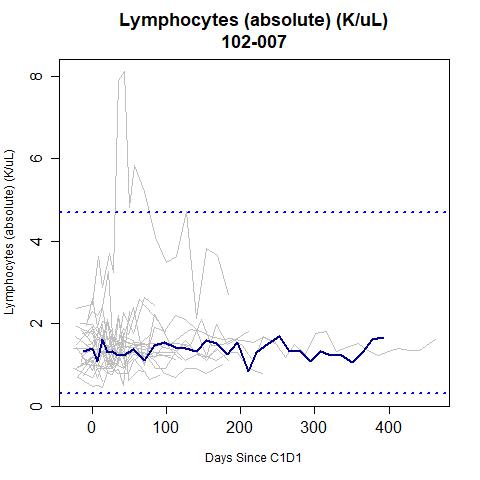 Lymphocytes (absolute) (K/uL)
102-007
Lymphocytes (absolute) (K/uL)
8
6
4
2
0
0 100 200 300 400
Days Since C1D1